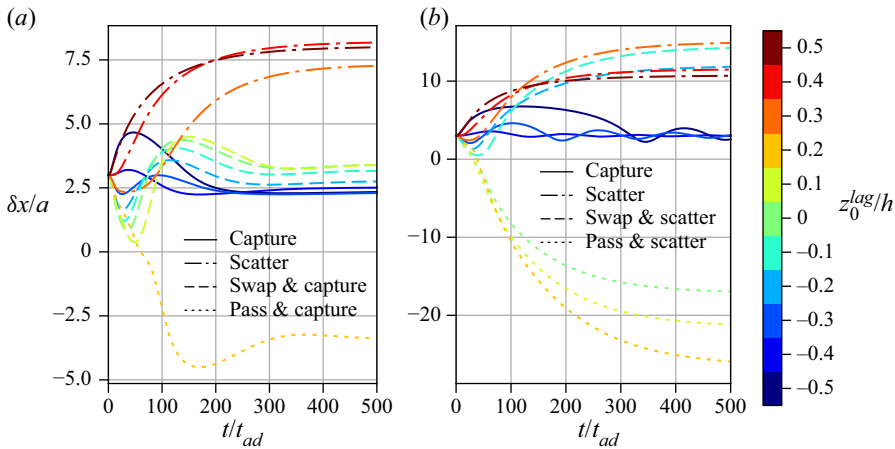 (a)
7.5
5.0
2.5
0
−2.5
−5.0
δx/a
Capture
Scatter
Swap & capture
Pass & capture
0 100 200 300 400 500
t/t_ad
(b)
10
0
−10
−20
Capture
Scatter
Swap & scatter
Pass & scatter
0 100 200 300 400 500
t/t_ad
0.5
0.4
0.3
0.2
0.1
0
−0.1
−0.2
−0.3
−0.4
−0.5
z_0^lag/h